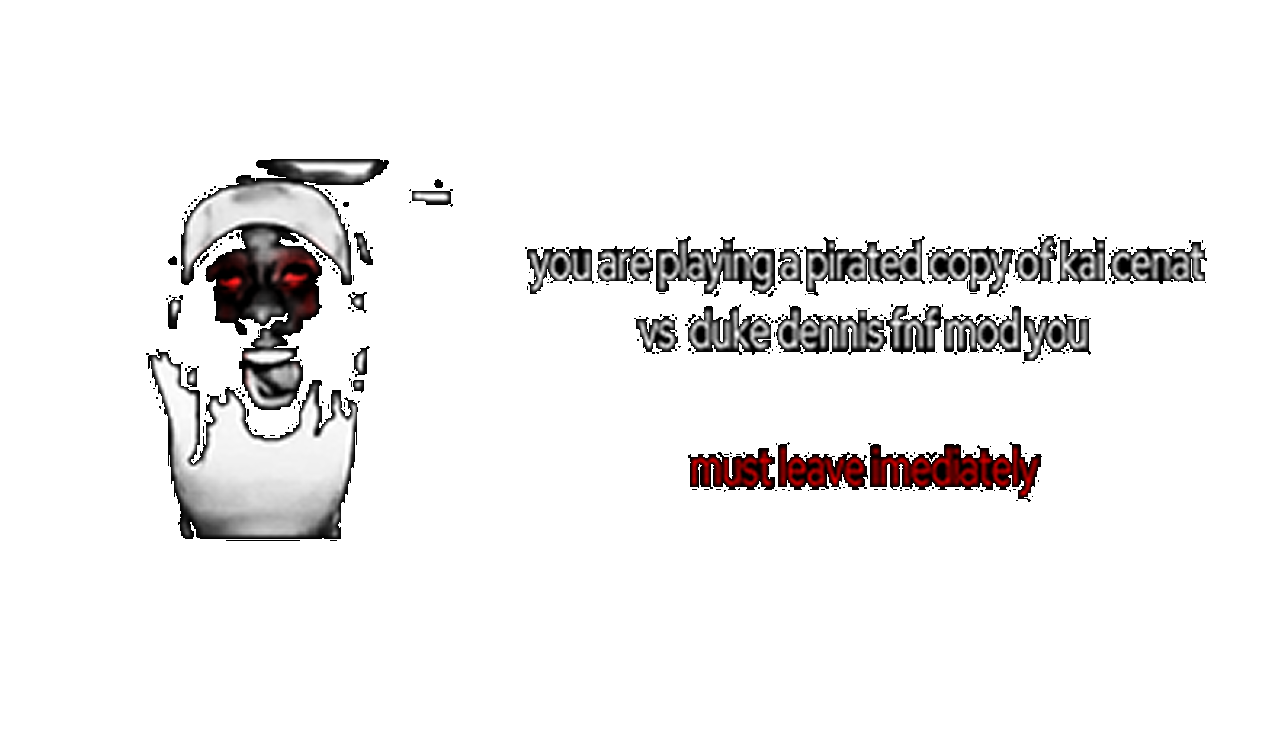 you are playing a pirated copy of kai cenat
vs duke dennis fnf mod you
must leave imediately